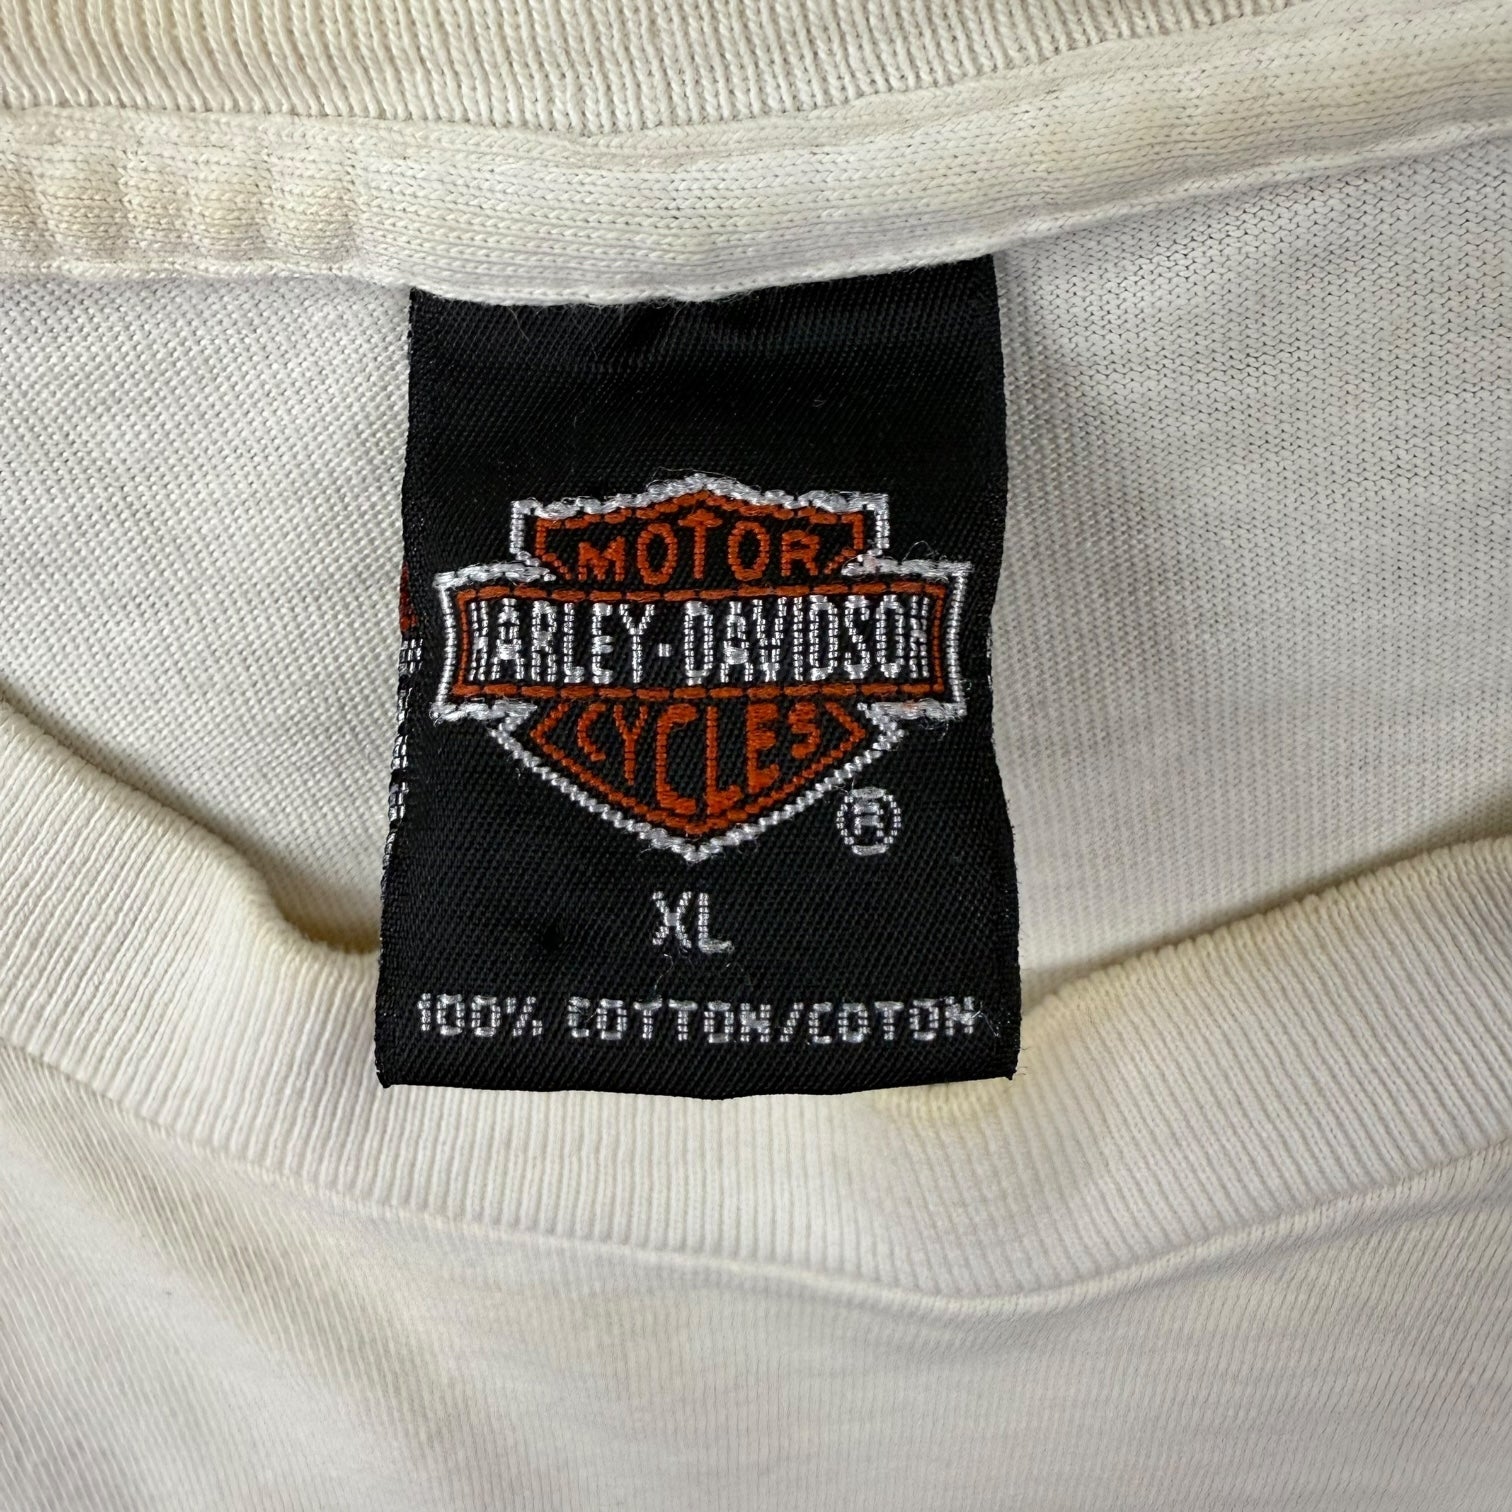 MOTOR
HARLEY-DAVIDSON
CYCLES
®
XL
100% COTTON/COTON